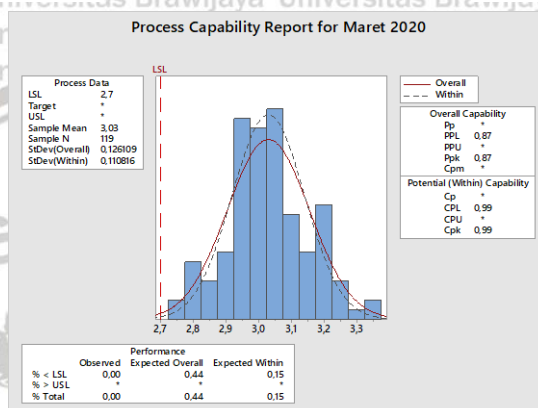 Universitas Brawijaya Universitas Brawijaya
Process Capability Report for Maret 2020
LSL
Process Data
LSL 2,7
Target *
USL *
Sample Mean 3,03
Sample N 119
StDev(Overall) 0,126109
StDev(Within) 0,110816
Overall
Within
Overall Capability
Pp *
PPL 0,87
PPU *
Ppk 0,87
Cpm *
Potential (Within) Capability
Cp *
CPL 0,99
CPU *
Cpk 0,99
2,7 2,8 2,9 3,0 3,1 3,2 3,3
Performance
Observed Expected Overall Expected Within
% < LSL 0,00 0,44 0,15
% > USL * * *
% Total 0,00 0,44 0,15